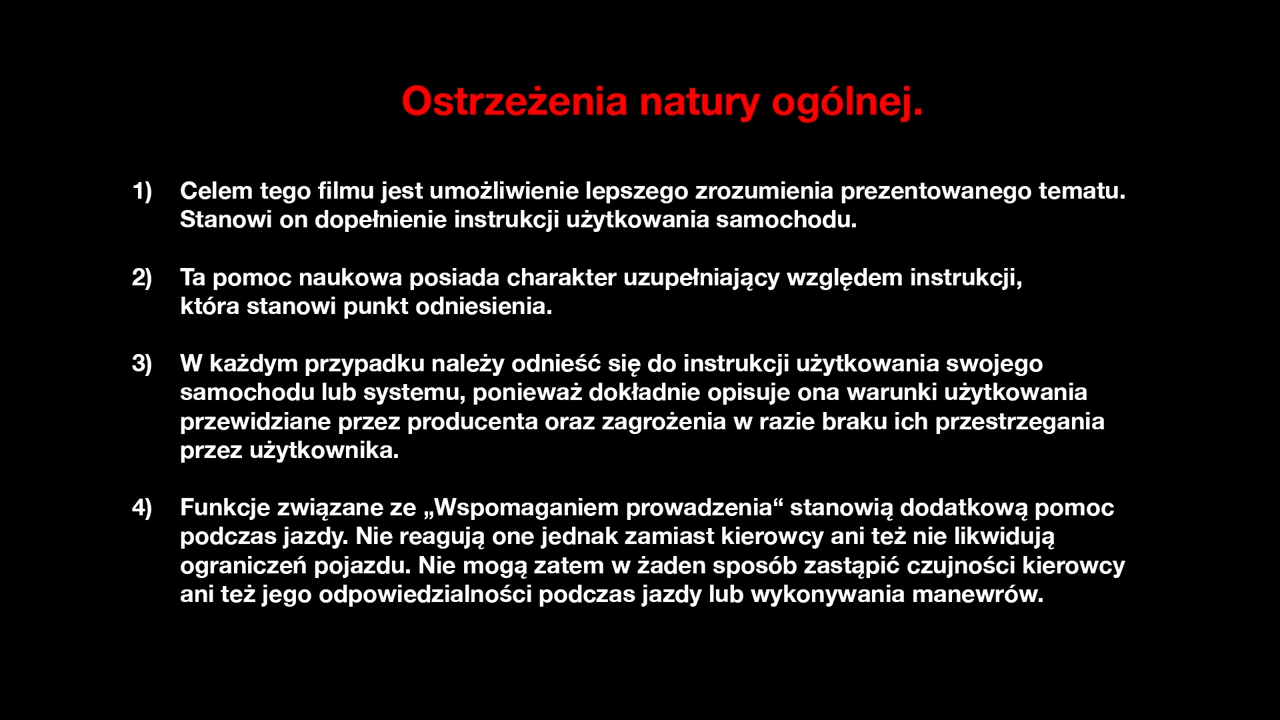 Ostrzeżenia natury ogólnej.
1) Celem tego filmu jest umożliwienie lepszego zrozumienia prezentowanego tematu.
Stanowi on dopełnienie instrukcji użytkowania samochodu.
2) Ta pomoc naukowa posiada charakter uzupełniający względem instrukcji,
która stanowi punkt odniesienia.
3) W każdym przypadku należy odnieść się do instrukcji użytkowania swojego
samochodu lub systemu, ponieważ dokładnie opisuje ona warunki użytkowania
przewidziane przez producenta oraz zagrożenia w razie braku ich przestrzegania
przez użytkownika.
4) Funkcje związane ze „Wspomaganiem prowadzenia“ stanowią dodatkową pomoc
podczas jazdy. Nie reagują one jednak zamiast kierowcy ani też nie likwidują
ograniczeń pojazdu. Nie mogą zatem w żaden sposób zastąpić czujności kierowcy
ani też jego odpowiedzialności podczas jazdy lub wykonywania manewrów.